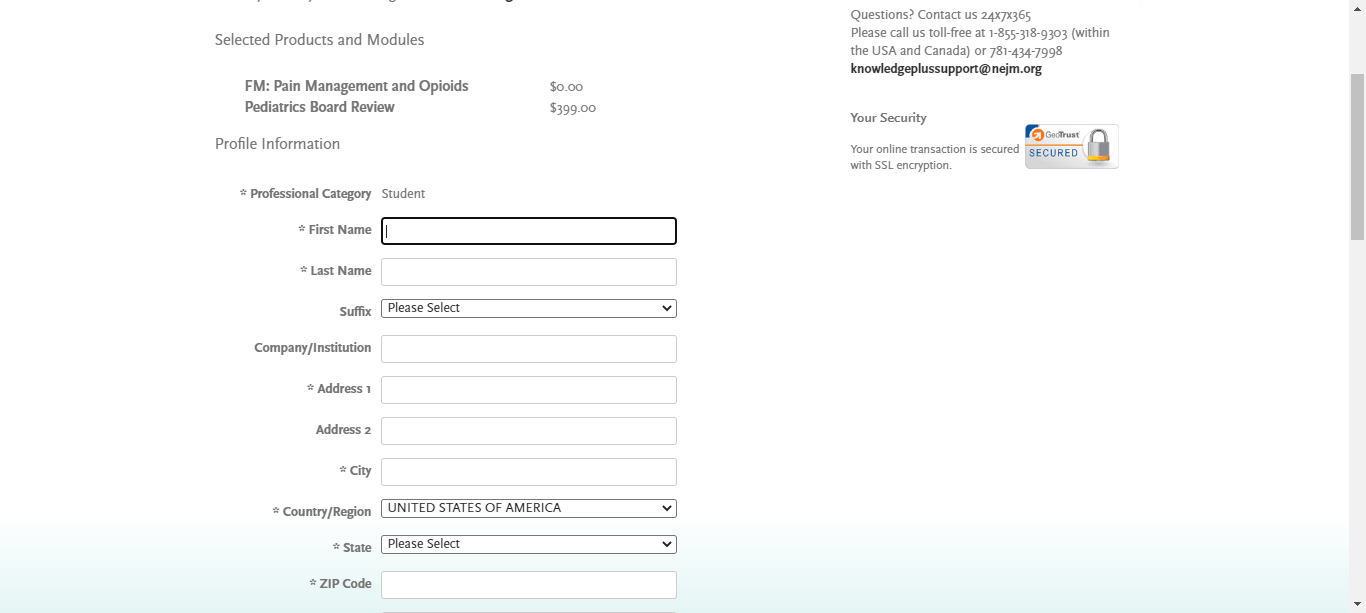 Selected Products and Modules
FM: Pain Management and Opioids $0.00
Pediatrics Board Review $399.00
Profile Information
* Professional Category Student
* First Name
* Last Name
Suffix Please Select
Company/Institution
* Address 1
Address 2
* City
* Country/Region UNITED STATES OF AMERICA
* State Please Select
* ZIP Code
Questions? Contact us 24x7x365
Please call us toll-free at 1-855-318-9303 (within
the USA and Canada) or 781-434-7998
knowledgeplussupport@nejm.org
Your Security
Your online transaction is secured
with SSL encryption.
GeoTrust
SECURED